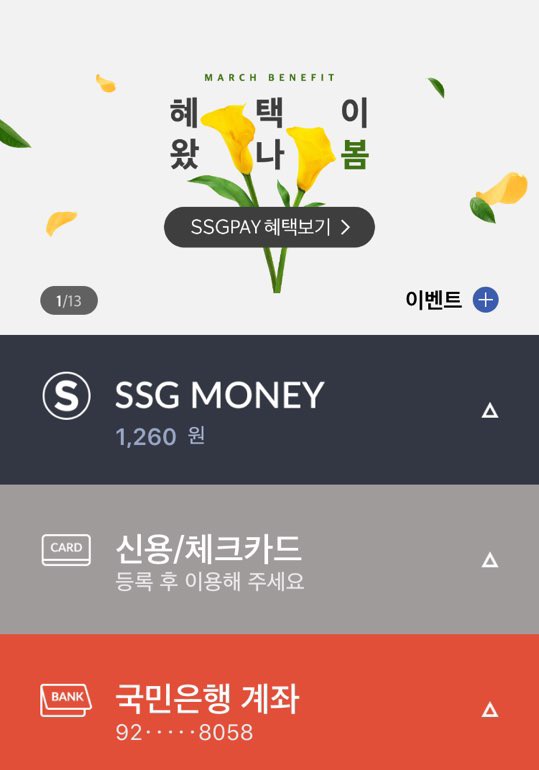 MARCH BENEFIT
혜택이
왔나봄
SSGPAY 혜택보기 >
1/13
이벤트 +
S SSG MONEY
1,260 원
CARD 신용/체크카드
등록 후 이용해 주세요
BANK 국민은행 계좌
92·····8058